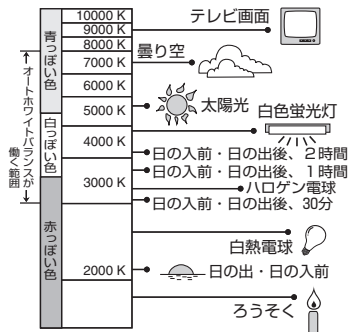 オートホワイトバランスが
働く範囲
青っぽい色
白っぽい色
赤っぽい色
10000 K
9000 K
8000 K
7000 K
6000 K
5000 K
4000 K
3000 K
2000 K
テレビ画面
曇り空
太陽光
白色蛍光灯
日の入前・日の出後、2時間
日の入前・日の出後、1時間
ハロゲン電球
日の入前・日の出後、30分
白熱電球
日の出・日の入前
ろうそく